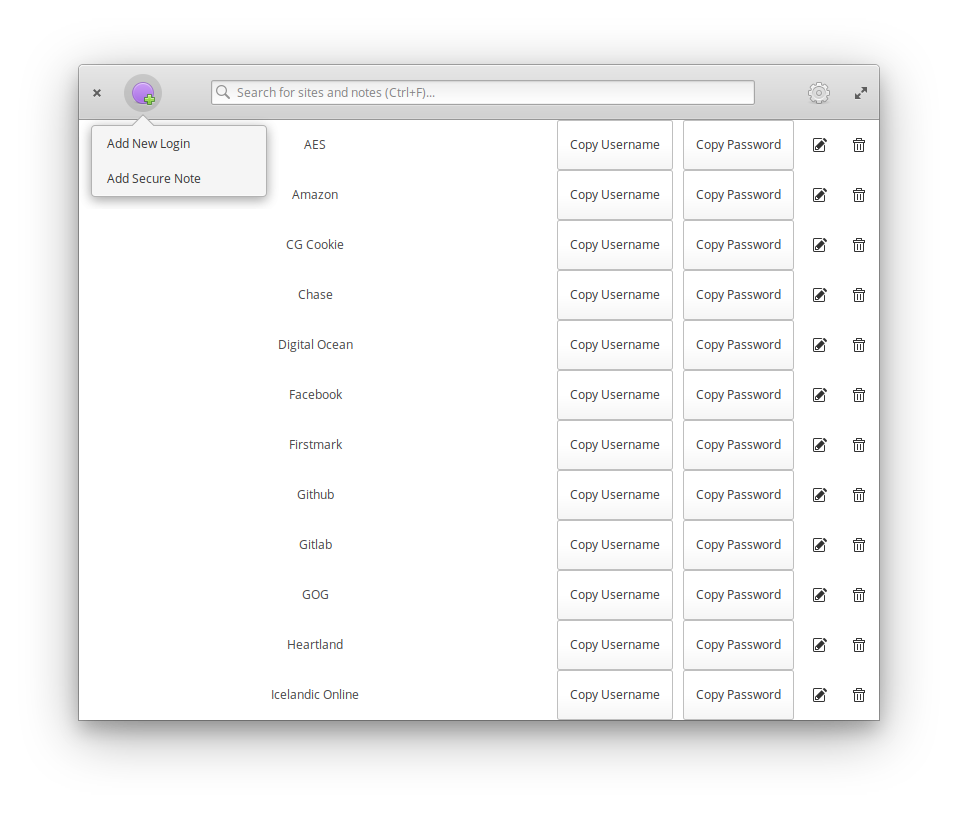 Search for sites and notes (Ctrl+F)...
Add New Login
Add Secure Note
AES Copy Username Copy Password
Amazon Copy Username Copy Password
CG Cookie Copy Username Copy Password
Chase Copy Username Copy Password
Digital Ocean Copy Username Copy Password
Facebook Copy Username Copy Password
Firstmark Copy Username Copy Password
Github Copy Username Copy Password
Gitlab Copy Username Copy Password
GOG Copy Username Copy Password
Heartland Copy Username Copy Password
Icelandic Online Copy Username Copy Password